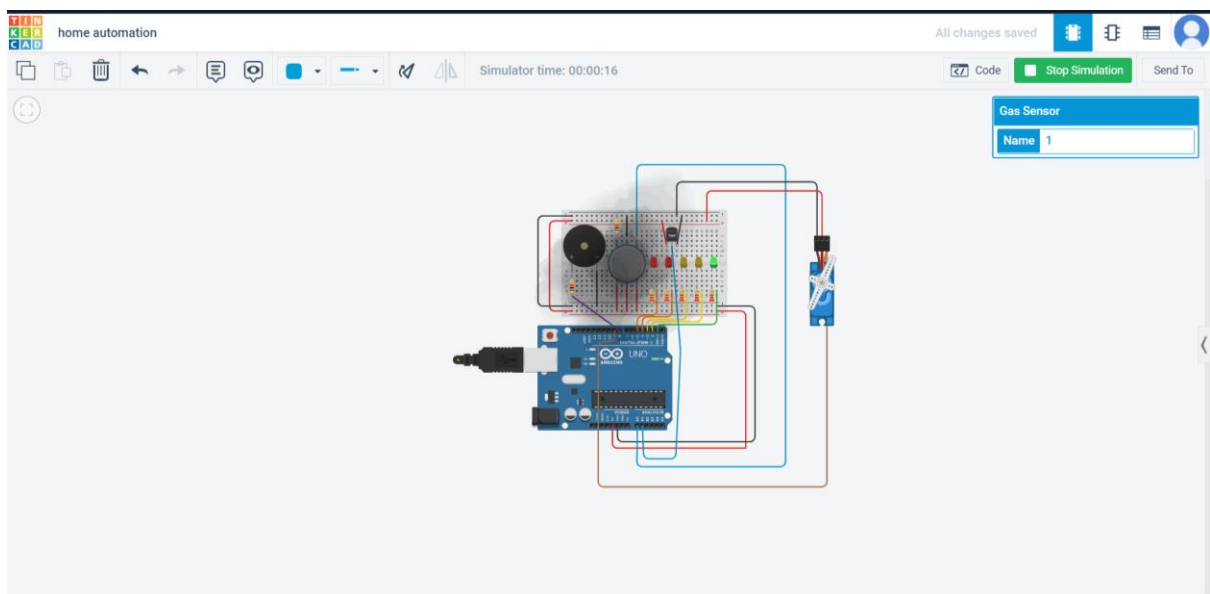 TIN
KER
CAD
home automation
All changes saved
Simulator time: 00:00:16
Code
Stop Simulation
Send To
Gas Sensor
Name 1
UNO
ARDUINO